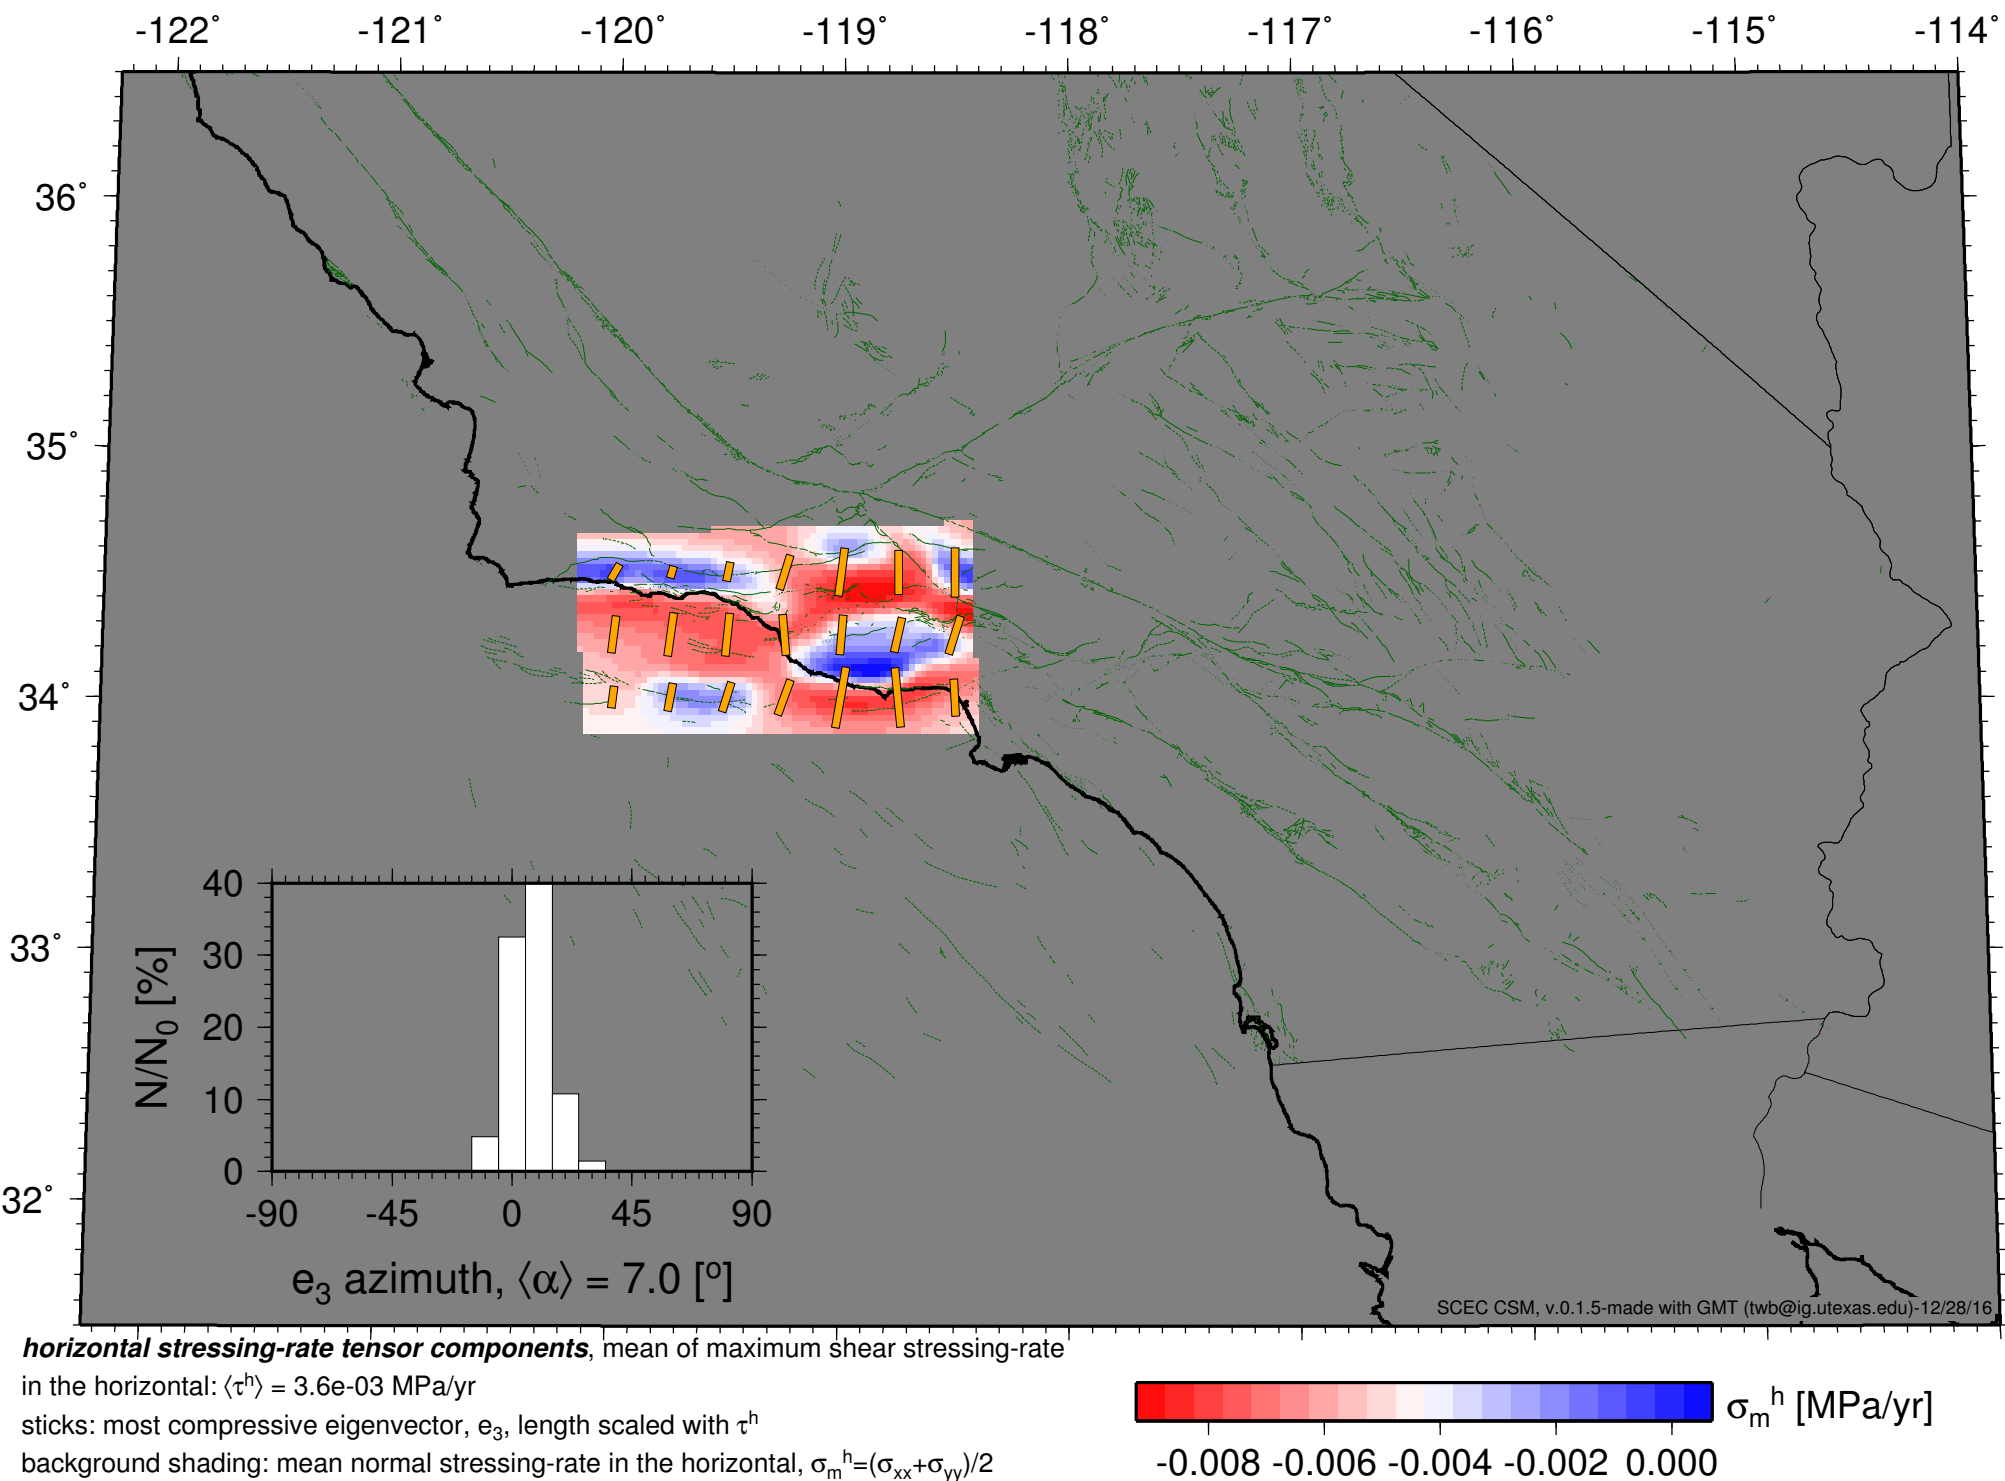 -122° -121° -120° -119° -118° -117° -116° -115° -114°
36°
35°
34°
33°
32°
40
30
20
10
0
N/N₀ [%]
-90 -45 0 45 90
e₃ azimuth, ⟨α⟩ = 7.0 [°]
SCEC CSM, v.0.1.5-made with GMT (twb@ig.utexas.edu)-12/28/16
horizontal stressing-rate tensor components, mean of maximum shear stressing-rate
in the horizontal: ⟨τʰ⟩ = 3.6e-03 MPa/yr
sticks: most compressive eigenvector, e₃, length scaled with τʰ
background shading: mean normal stressing-rate in the horizontal, σₘʰ=(σₓₓ+σyy)/2
σₘʰ [MPa/yr]
-0.008 -0.006 -0.004 -0.002 0.000